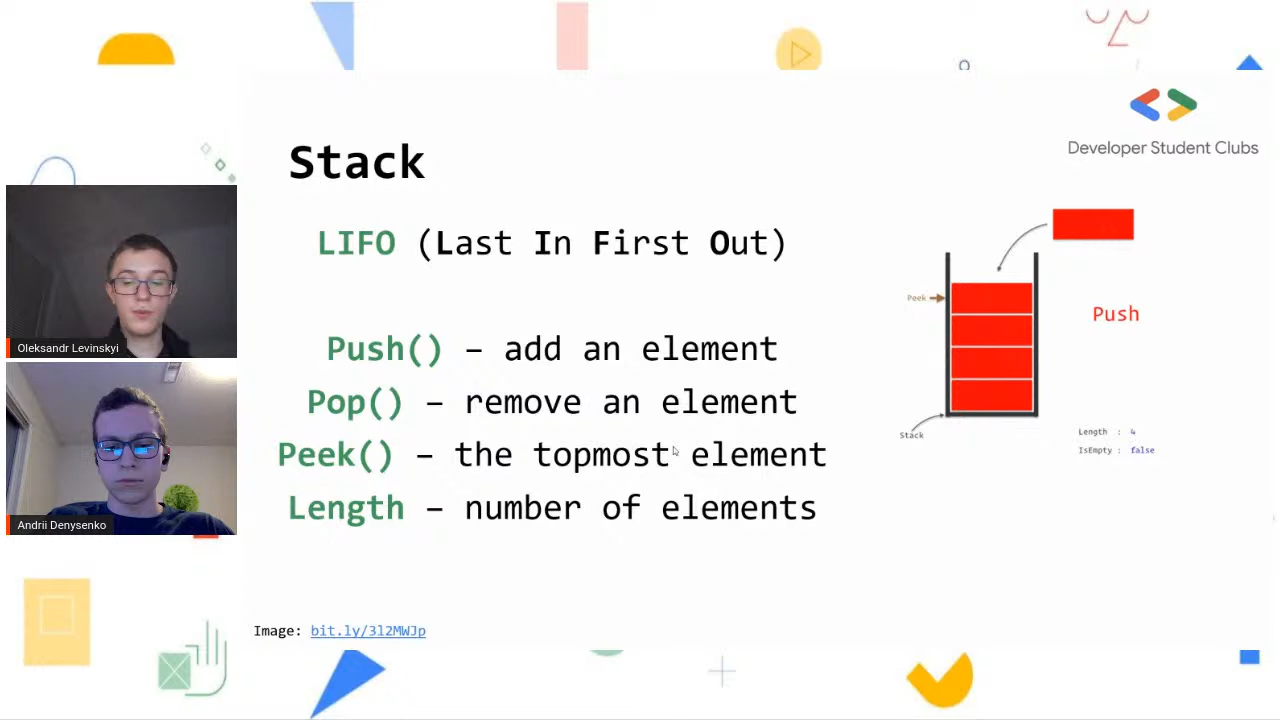 Developer Student Clubs
Stack
LIFO (Last In First Out)
Push() – add an element
Pop() – remove an element
Peek() – the topmost element
Length – number of elements
Peek
Push
Stack
Length : 4
IsEmpty : false
Oleksandr Levinskyi
Andrii Denysenko
Image: bit.ly/3l2MWJp